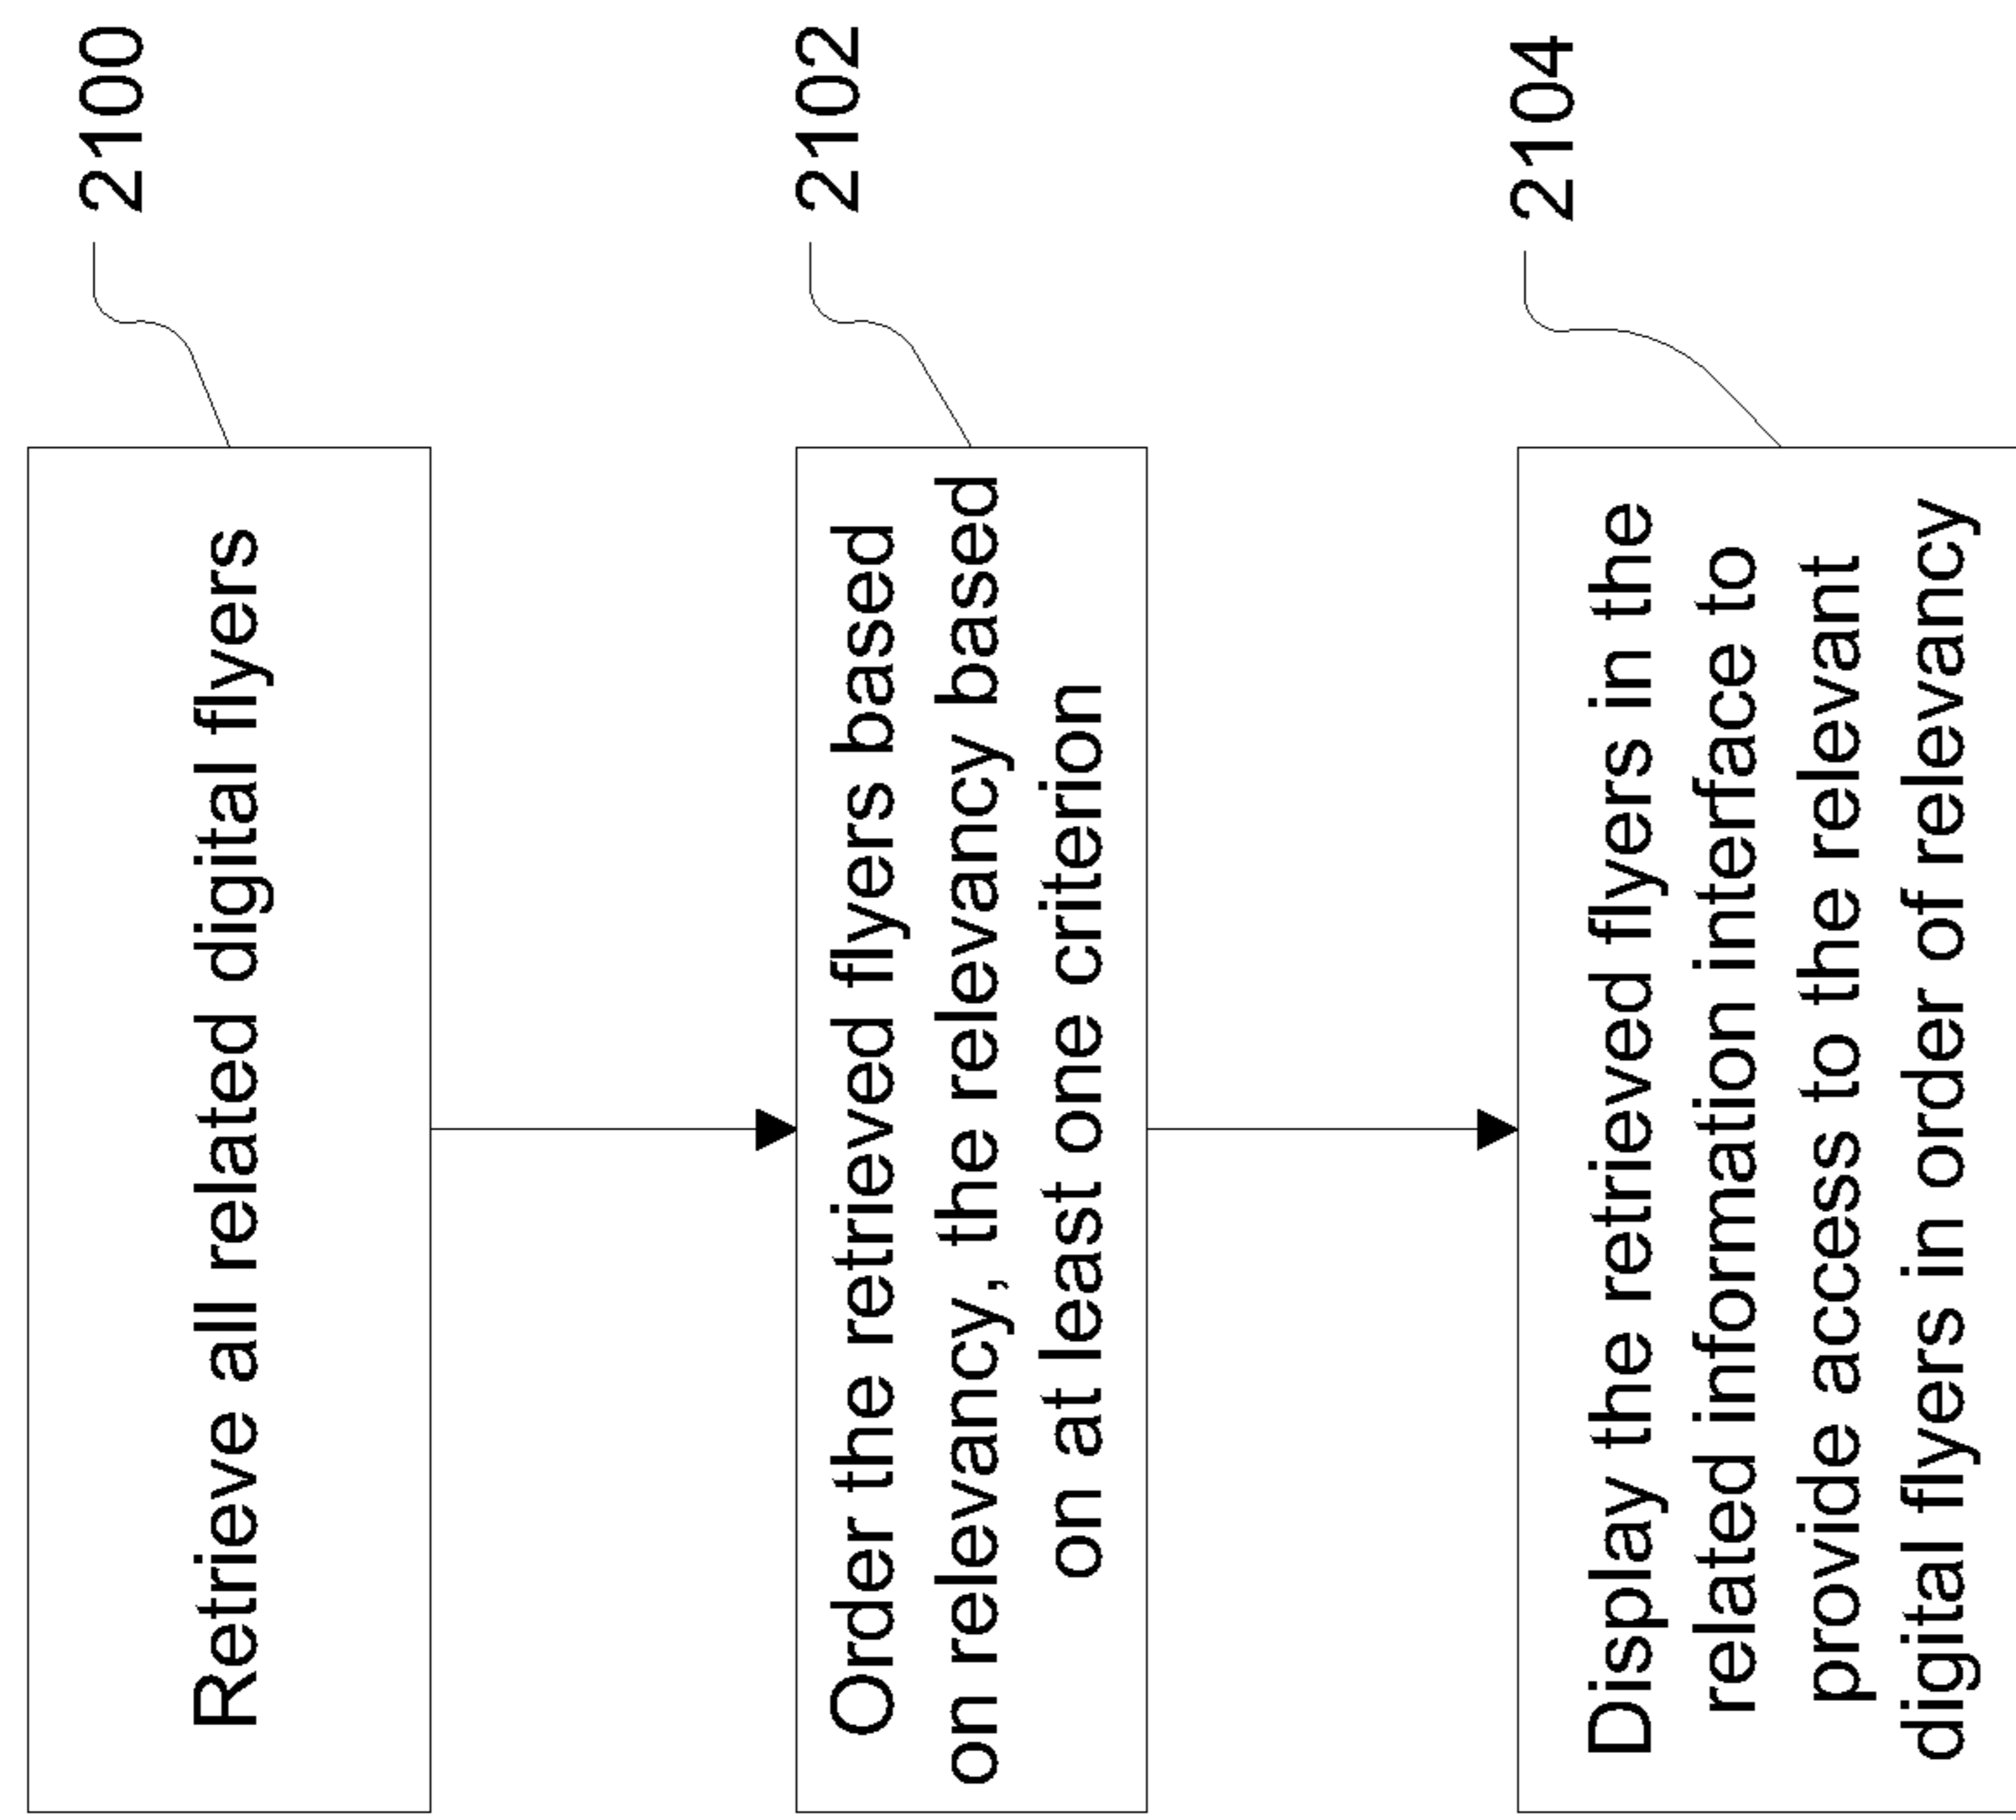 Retrieve all related digital flyers
2100
Order the retrieved flyers based
on relevancy, the relevancy based
on at least one criterion
2102
Display the retrieved flyers in the
related information interface to
provide access to the relevant
digital flyers in order of relevancy
2104